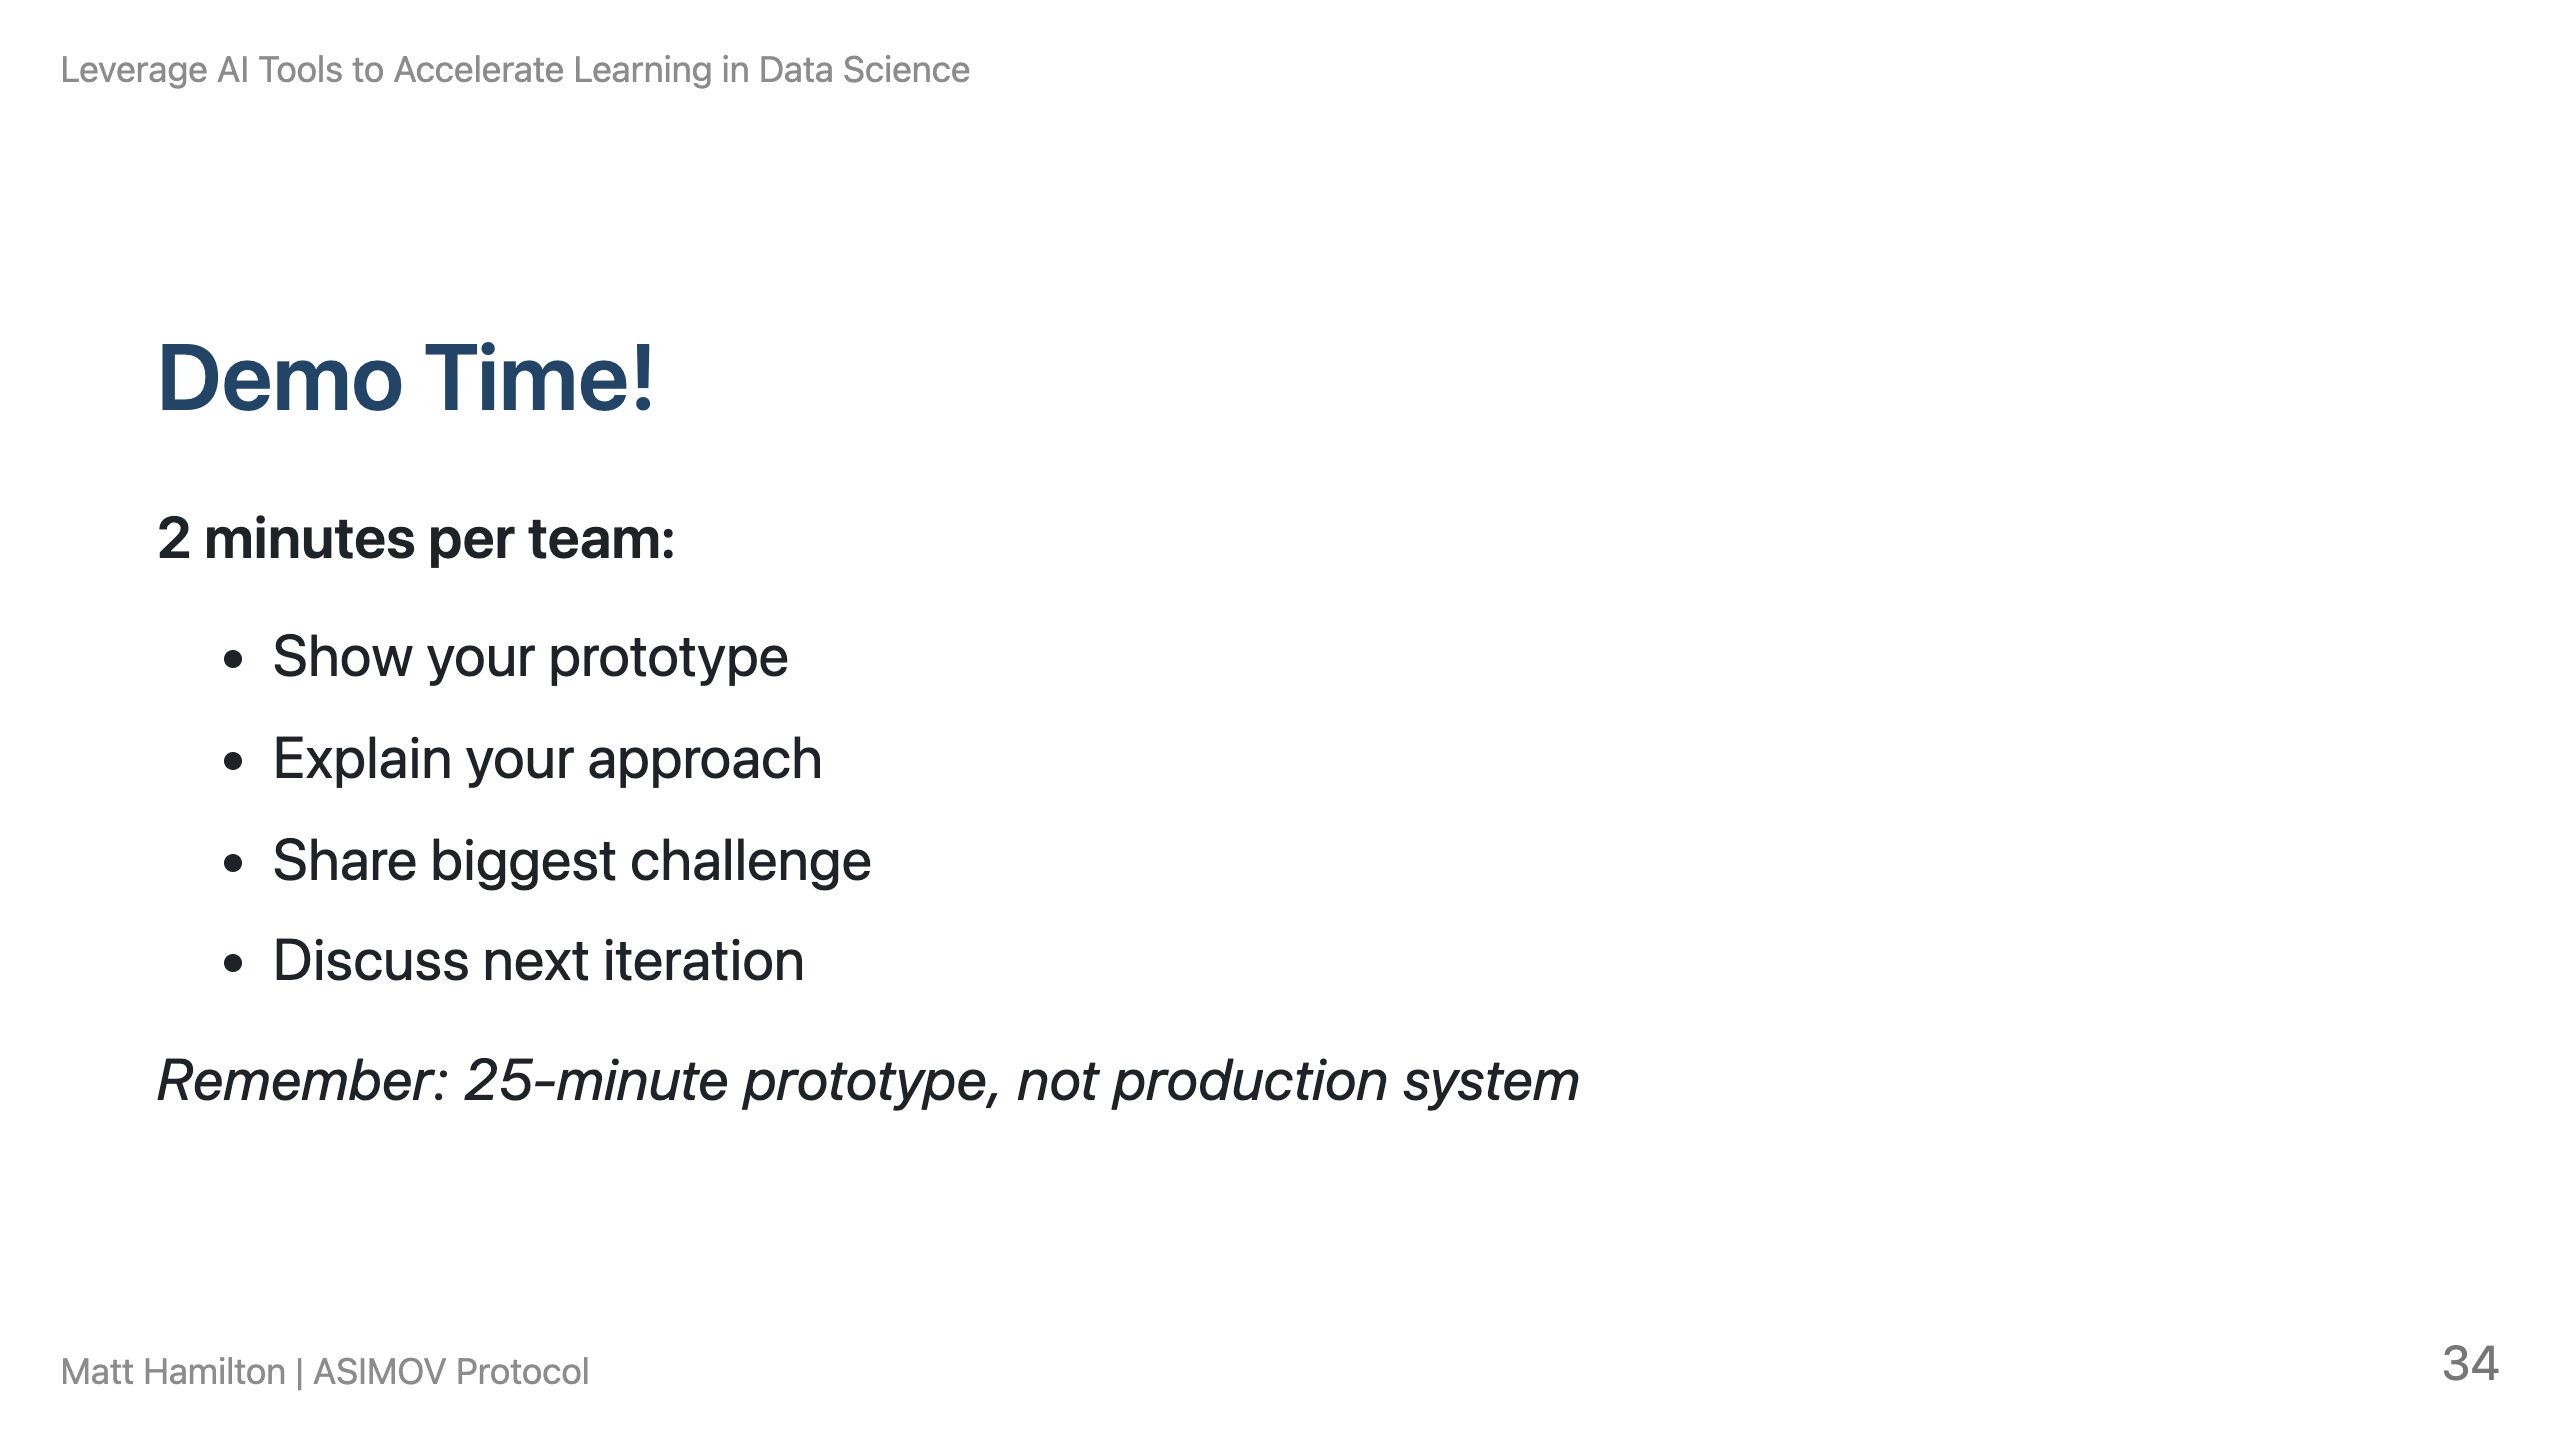 Leverage AI Tools to Accelerate Learning in Data Science
Demo Time!
2 minutes per team:
• Show your prototype
• Explain your approach
• Share biggest challenge
• Discuss next iteration
Remember: 25-minute prototype, not production system
Matt Hamilton | ASIMOV Protocol
34